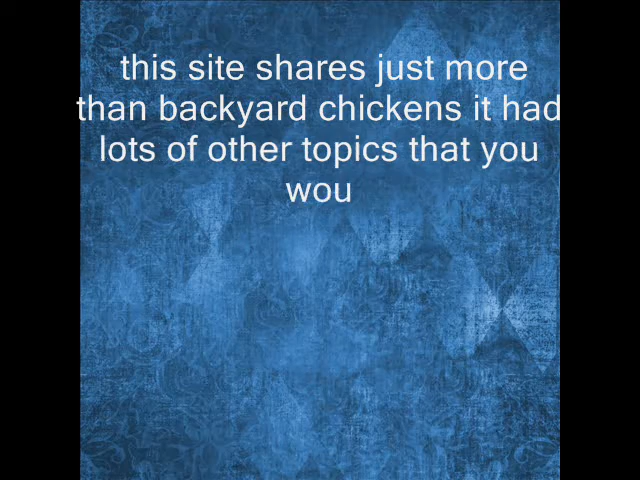 this site shares just more
than backyard chickens it had
lots of other topics that you
wou